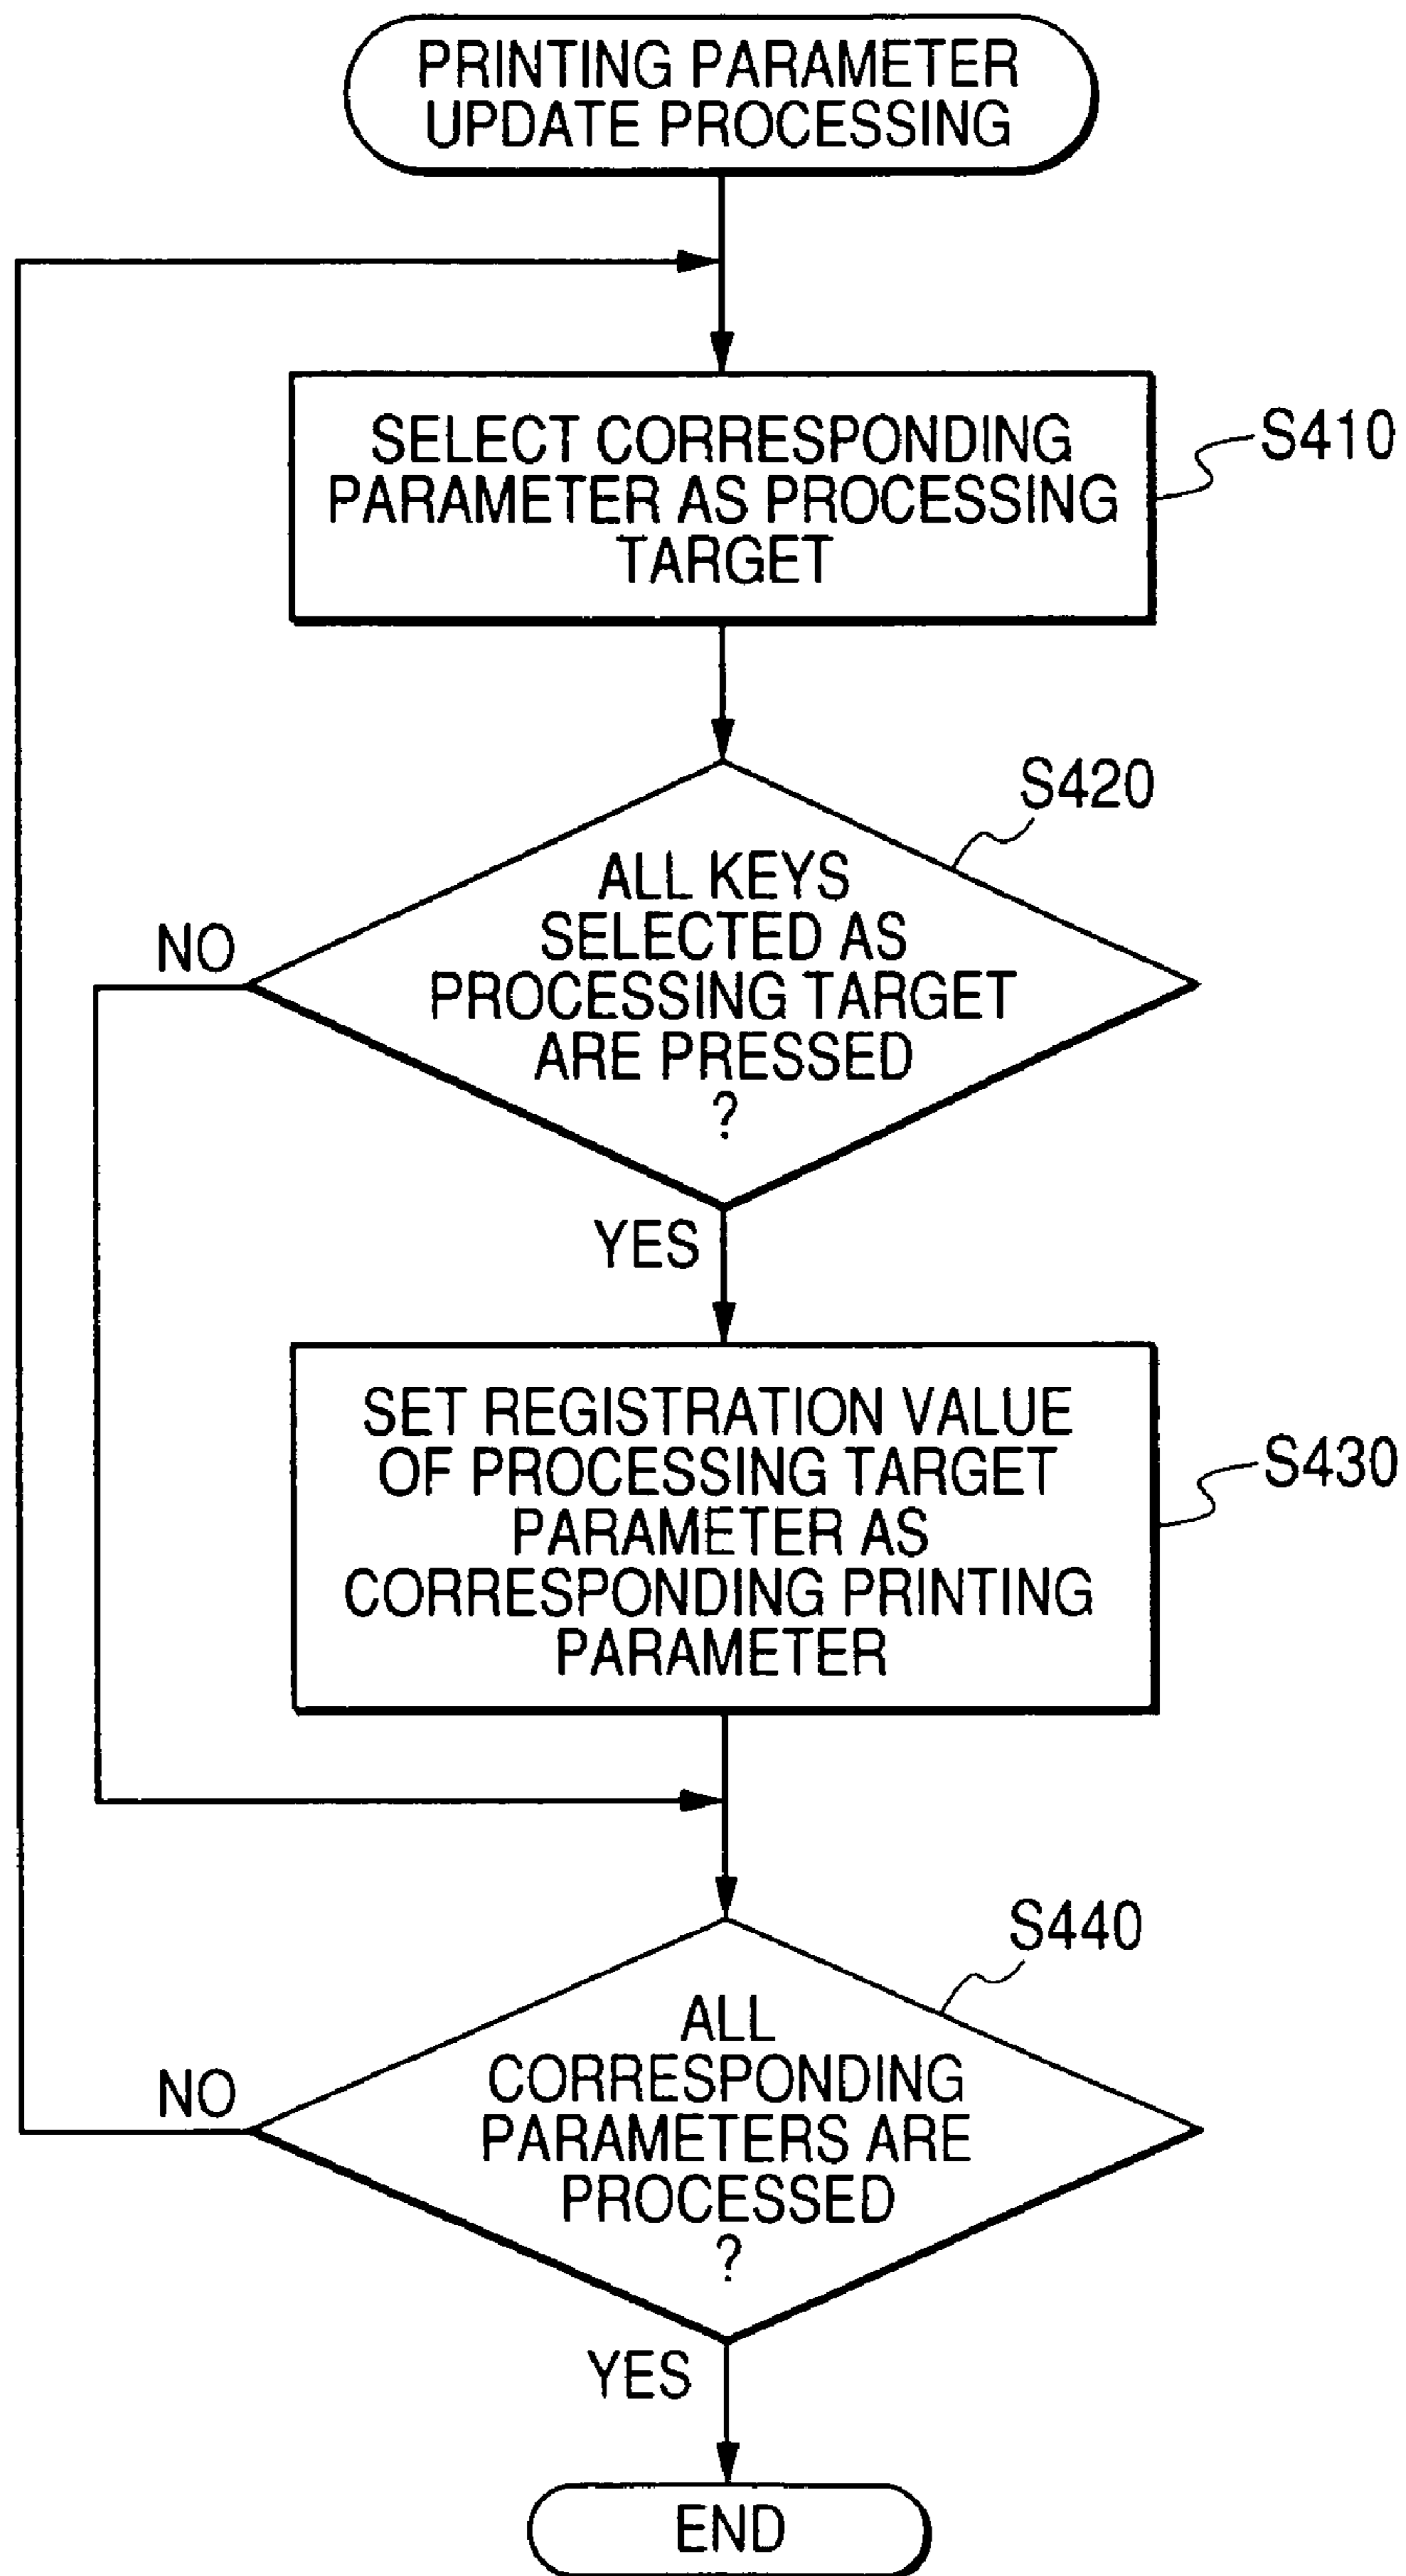 PRINTING PARAMETER
UPDATE PROCESSING
SELECT CORRESPONDING
PARAMETER AS PROCESSING
TARGET
S410
S420
ALL KEYS
SELECTED AS
PROCESSING TARGET
ARE PRESSED
?
NO
YES
SET REGISTRATION VALUE
OF PROCESSING TARGET
PARAMETER AS
CORRESPONDING PRINTING
PARAMETER
S430
S440
ALL
CORRESPONDING
PARAMETERS ARE
PROCESSED
?
NO
YES
END